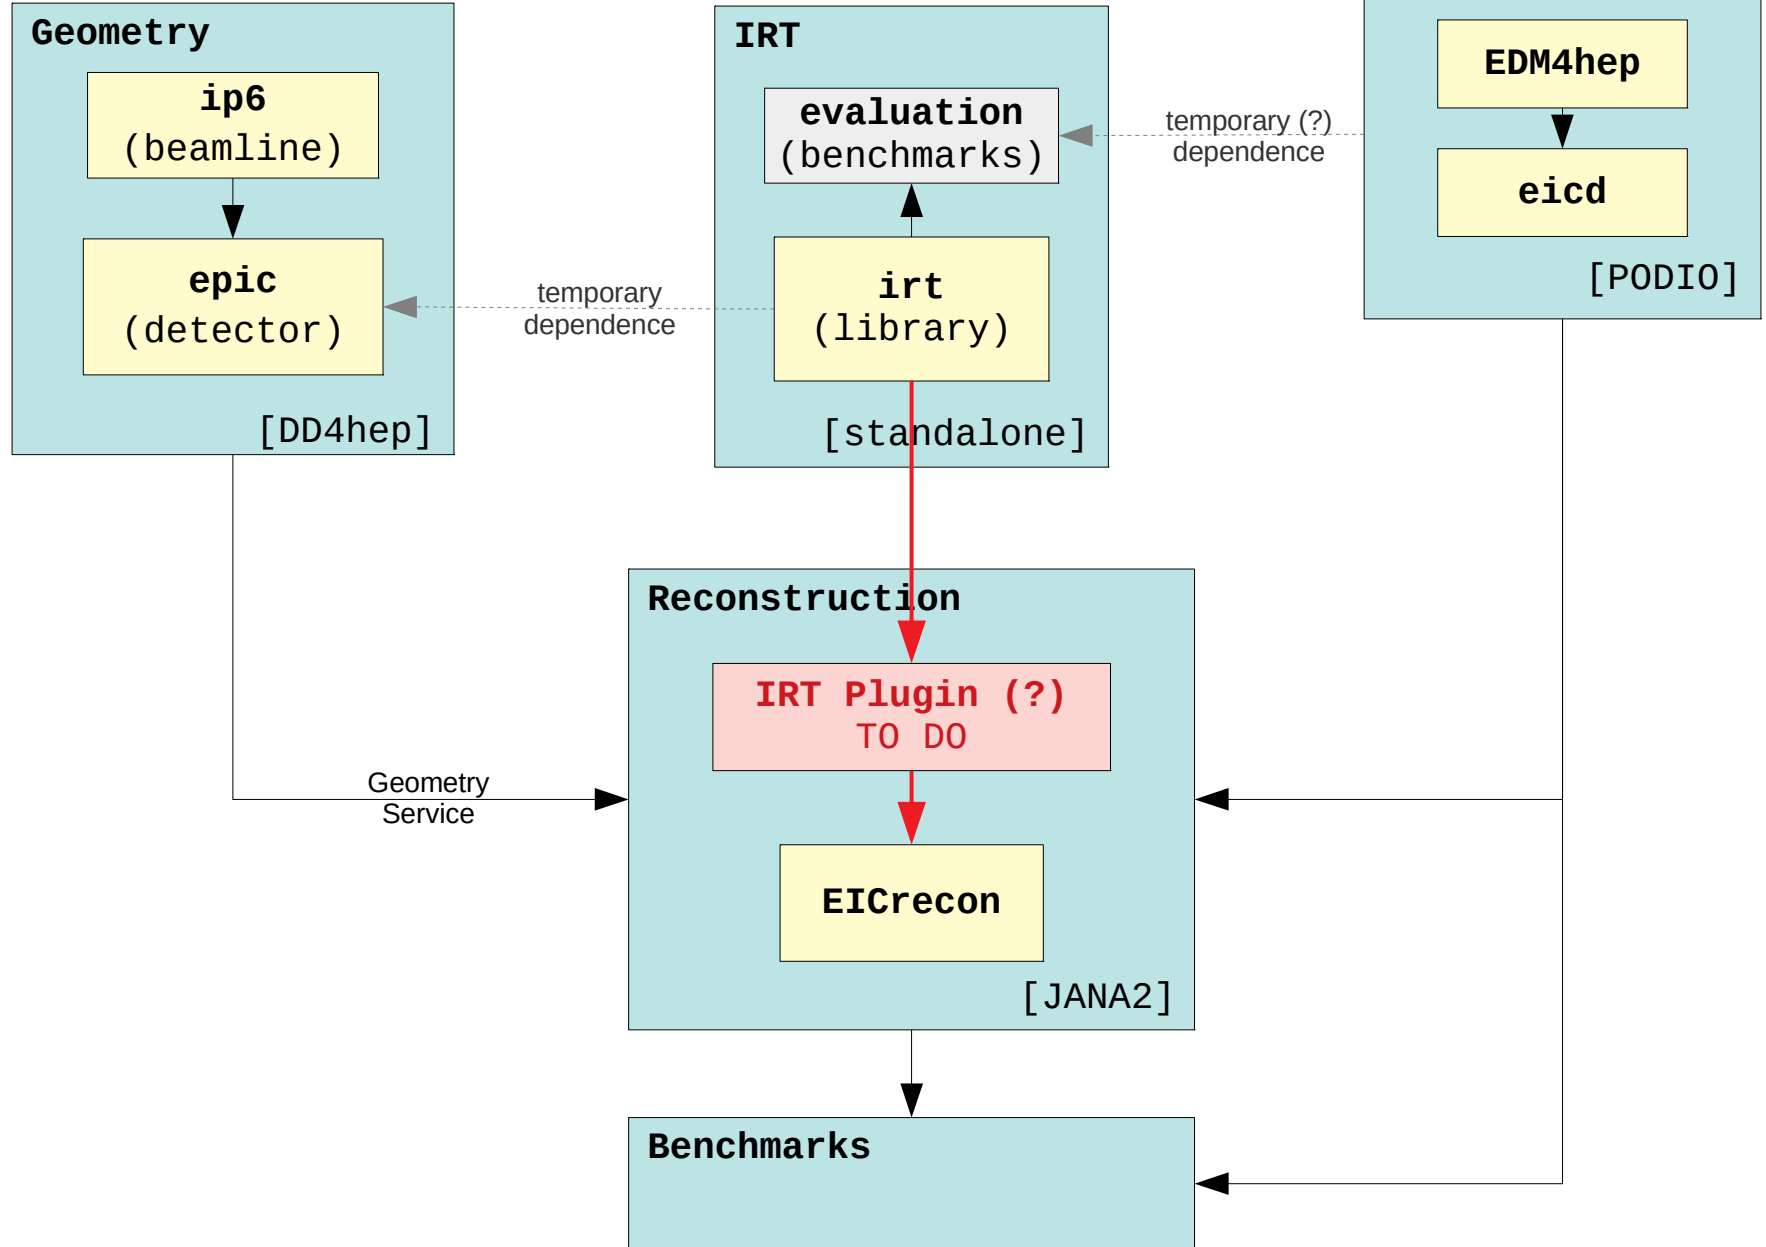 Geometry
ip6
(beamline)
epic
(detector)
[DD4hep]
temporary
dependence
IRT
evaluation
(benchmarks)
irt
(library)
[standalone]
temporary (?)
dependence
EDM4hep
eicd
[PODIO]
Geometry
Service
Reconstruction
IRT Plugin (?)
TO DO
EICrecon
[JANA2]
Benchmarks